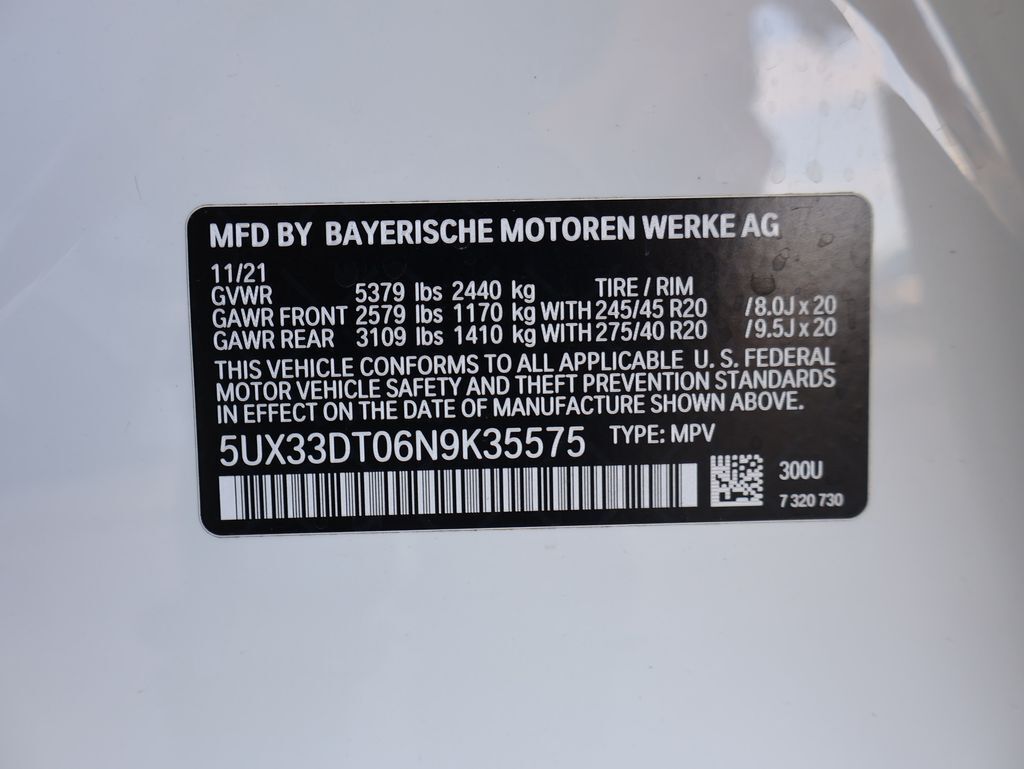 MFD BY BAYERISCHE MOTOREN WERKE AG
11/21
GVWR 5379 lbs 2440 kg TIRE / RIM
GAWR FRONT 2579 lbs 1170 kg WITH 245/45 R20 /8.0J x 20
GAWR REAR 3109 lbs 1410 kg WITH 275/40 R20 /9.5J x 20
THIS VEHICLE CONFORMS TO ALL APPLICABLE U. S. FEDERAL
MOTOR VEHICLE SAFETY AND THEFT PREVENTION STANDARDS
IN EFFECT ON THE DATE OF MANUFACTURE SHOWN ABOVE.
5UX33DT06N9K35575 TYPE: MPV
300U
7 320 730